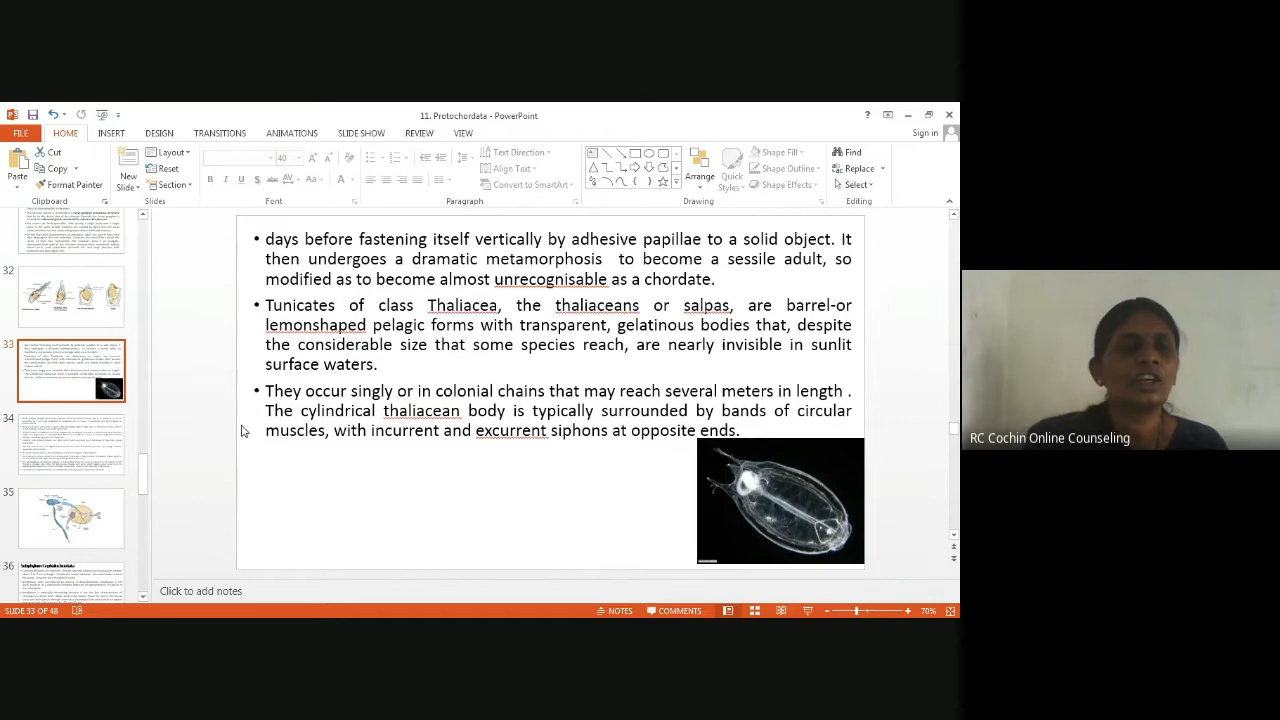 11. Protochordata - PowerPoint
FILE HOME INSERT DESIGN TRANSITIONS ANIMATIONS SLIDE SHOW REVIEW VIEW Sign in
Paste
Cut
Copy
Format Painter
Clipboard
New Slide
Layout
Reset
Section
Slides
40
Font
Paragraph
Text Direction
Align Text
Convert to SmartArt
Arrange
Quick Styles
Shape Fill
Shape Outline
Shape Effects
Drawing
Find
Replace
Select
Editing
32
33
34
35
36
Subphylum Cephalochordata
days before fastening itself vertically by adhesive papillae to a solid object. It
then undergoes a dramatic metamorphosis to become a sessile adult, so
modified as to become almost unrecognisable as a chordate.
• Tunicates of class Thaliacea, the thaliaceans or salpas, are barrel-or
lemonshaped pelagic forms with transparent, gelatinous bodies that, despite
the considerable size that some species reach, are nearly invisible in sunlit
surface waters.
• They occur singly or in colonial chains that may reach several meters in length .
The cylindrical thaliacean body is typically surrounded by bands of circular
muscle, with incurrent and excurrent siphons at opposite ends.
Click to add notes
SLIDE 33 OF 48 NOTES COMMENTS 70%
RC Cochin Online Counseling